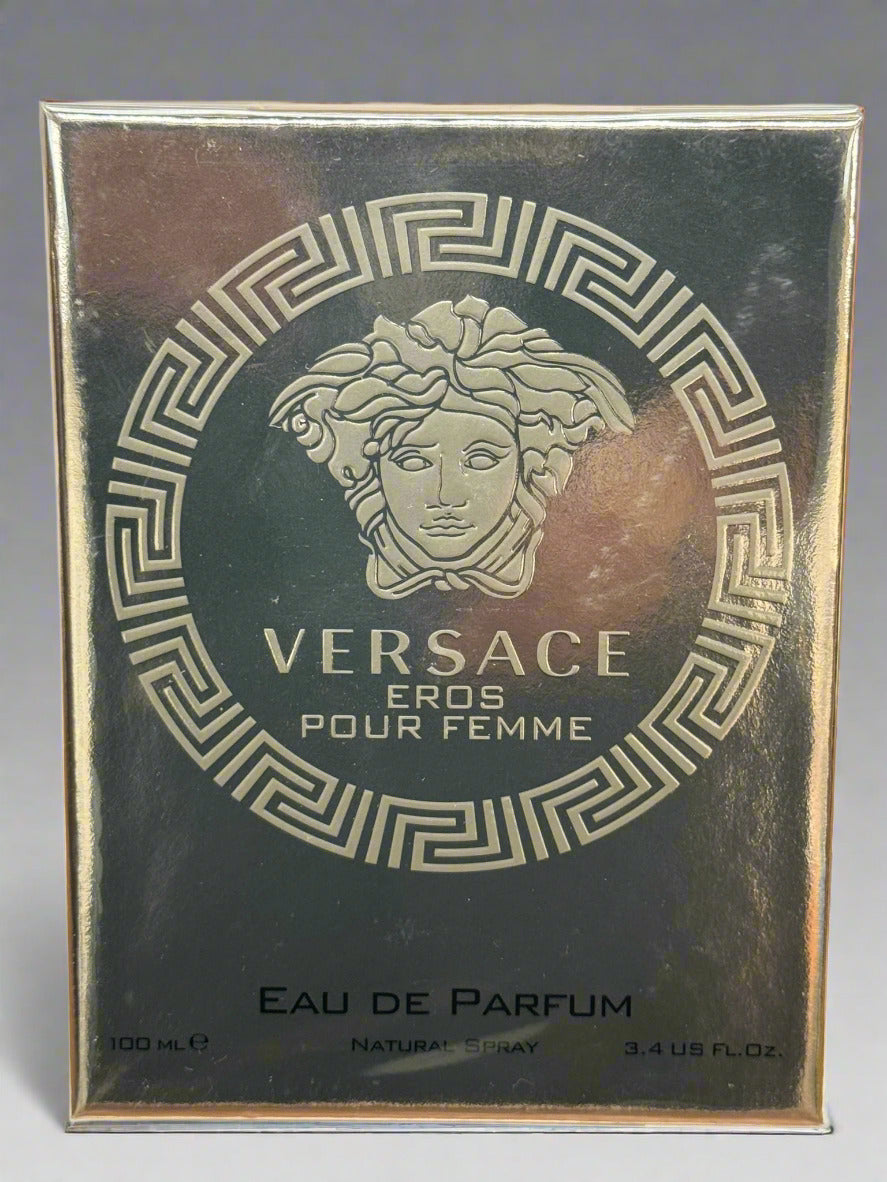 VERSACE
EROS
POUR FEMME
EAU DE PARFUM
100 ML ℮ NATURAL SPRAY 3.4 US FL.OZ.